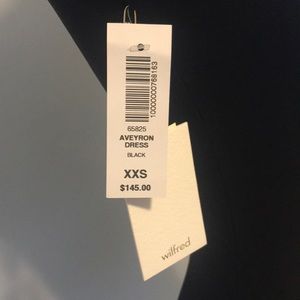 10000000768163
65825
AVEYRON
DRESS
BLACK
XXS
$145.00
wilfred